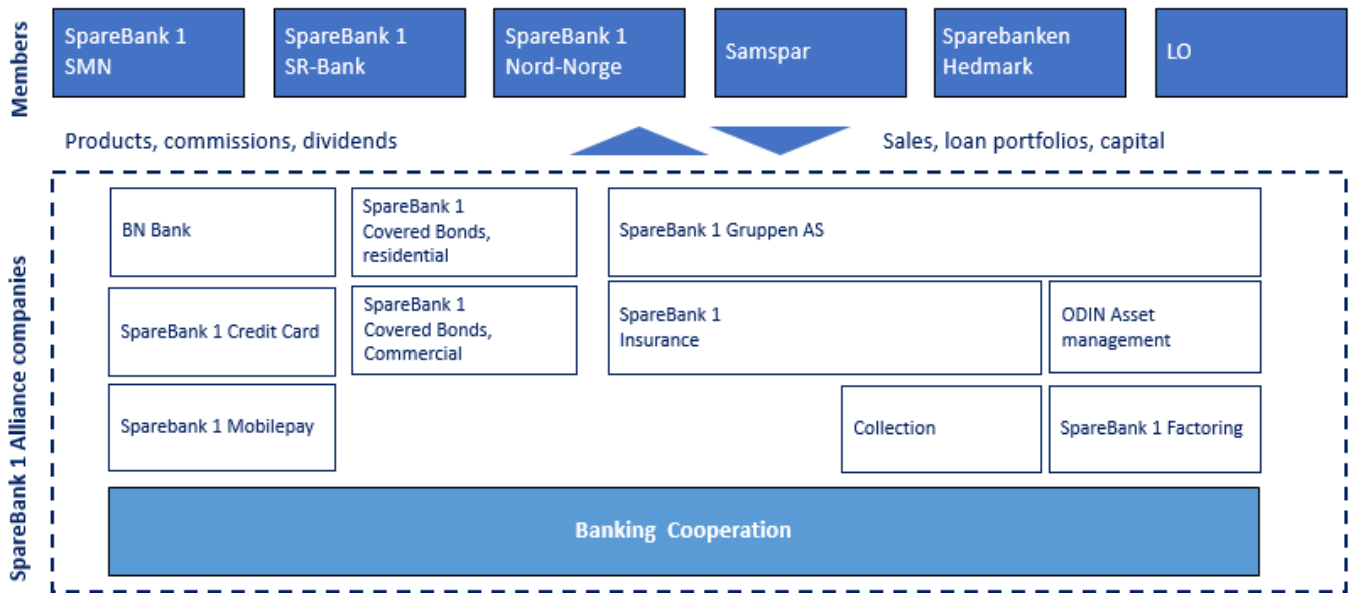 Members
SpareBank 1
SMN
SpareBank 1
SR-Bank
SpareBank 1
Nord-Norge
Samspar
Sparebanken
Hedmark
LO
Products, commissions, dividends
Sales, loan portfolios, capital
SpareBank 1 Alliance companies
BN Bank
SpareBank 1
Covered Bonds,
residential
SpareBank 1 Gruppen AS
SpareBank 1 Credit Card
SpareBank 1
Covered Bonds,
Commercial
SpareBank 1
Insurance
ODIN Asset
management
Sparebank 1 Mobilepay
Collection
SpareBank 1 Factoring
Banking Cooperation